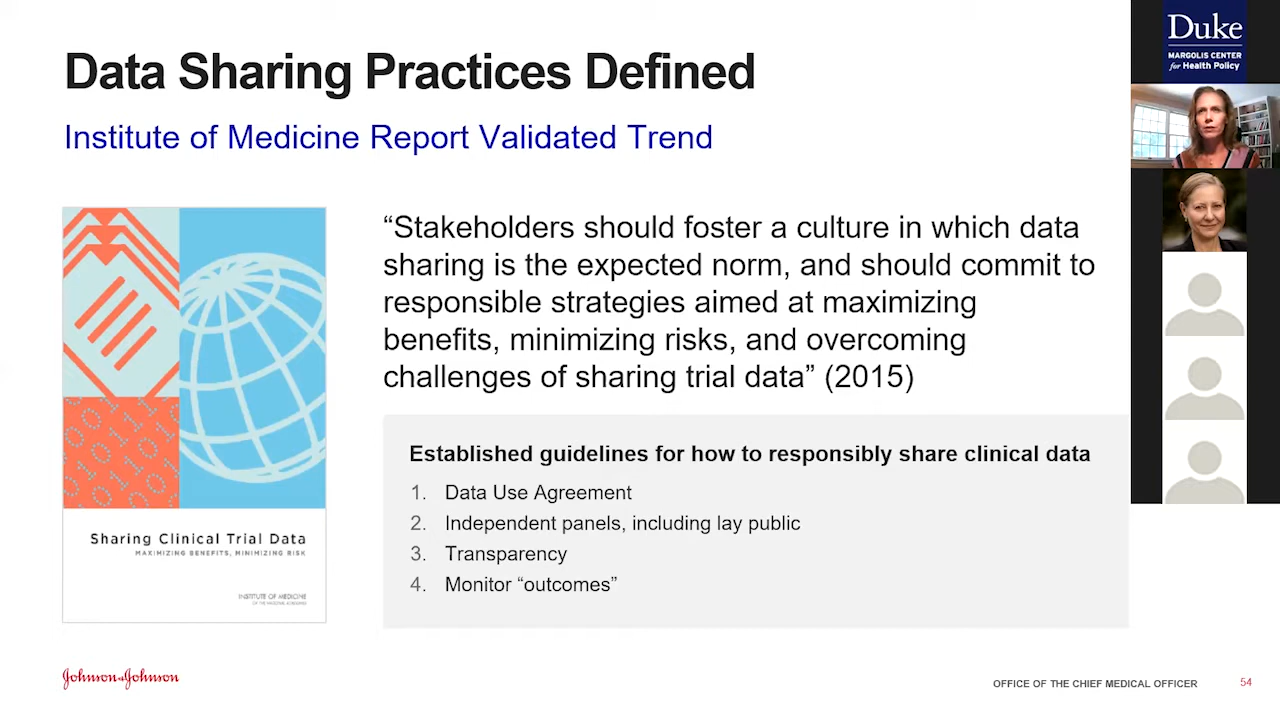 Data Sharing Practices Defined
Institute of Medicine Report Validated Trend
“Stakeholders should foster a culture in which data
sharing is the expected norm, and should commit to
responsible strategies aimed at maximizing
benefits, minimizing risks, and overcoming
challenges of sharing trial data” (2015)
Established guidelines for how to responsibly share clinical data
1. Data Use Agreement
2. Independent panels, including lay public
3. Transparency
4. Monitor “outcomes”
Sharing Clinical Trial Data
MAXIMIZING BENEFITS, MINIMIZING RISK
INSTITUTE OF MEDICINE
OF THE NATIONAL ACADEMIES
Johnson & Johnson
OFFICE OF THE CHIEF MEDICAL OFFICER
54
Duke
MARGOLIS CENTER
for Health Policy